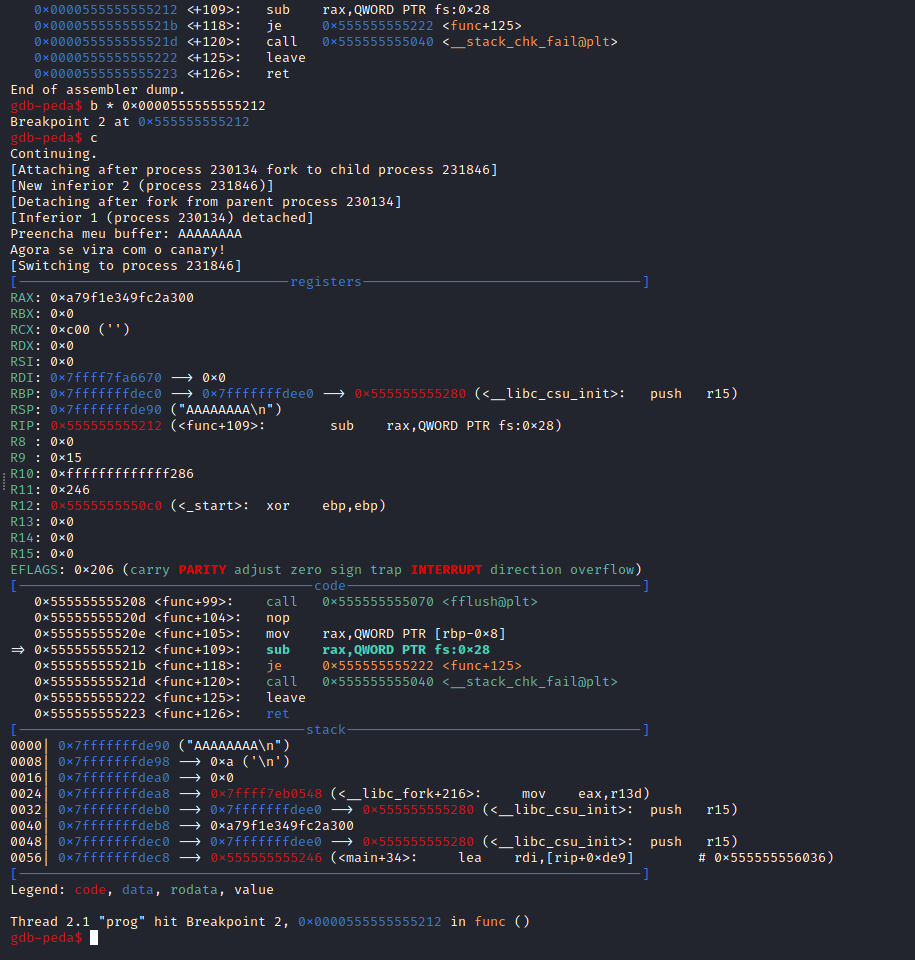 0x0000555555555212 <+109>: sub rax,QWORD PTR fs:0x28
0x000055555555521b <+118>: je 0x555555555222 <func+125>
0x000055555555521d <+120>: call 0x555555555040 <__stack_chk_fail@plt>
0x0000555555555222 <+125>: leave
0x0000555555555223 <+126>: ret
End of assembler dump.
gdb-peda$ b * 0x0000555555555212
Breakpoint 2 at 0x555555555212
gdb-peda$ c
Continuing.
[Attaching after process 230134 fork to child process 231846]
[New inferior 2 (process 231846)]
[Detaching after fork from parent process 230134]
[Inferior 1 (process 230134) detached]
Preencha meu buffer: AAAAAAAA
Agora se vira com o canary!
[Switching to process 231846]
[----------------------------------registers-----------------------------------]
RAX: 0xa79f1e349fc2a300
RBX: 0x0
RCX: 0xc00 ('')
RDX: 0x0
RSI: 0x0
RDI: 0x7ffff7fa6670 --> 0x0
RBP: 0x7fffffffdec0 --> 0x7fffffffdee0 --> 0x555555555280 (<__libc_csu_init>: push r15)
RSP: 0x7fffffffde90 ("AAAAAAAA\n")
RIP: 0x555555555212 (<func+109>: sub rax,QWORD PTR fs:0x28)
R8 : 0x0
R9 : 0x15
R10: 0xfffffffffffff286
R11: 0x246
R12: 0x5555555550c0 (<_start>: xor ebp,ebp)
R13: 0x0
R14: 0x0
R15: 0x0
EFLAGS: 0x206 (carry PARITY adjust zero sign trap INTERRUPT direction overflow)
[-------------------------------------code-------------------------------------]
0x555555555208 <func+99>: call 0x555555555070 <fflush@plt>
0x55555555520d <func+104>: nop
0x55555555520e <func+105>: mov rax,QWORD PTR [rbp-0x8]
=> 0x555555555212 <func+109>: sub rax,QWORD PTR fs:0x28
0x55555555521b <func+118>: je 0x555555555222 <func+125>
0x55555555521d <func+120>: call 0x555555555040 <__stack_chk_fail@plt>
0x555555555222 <func+125>: leave
0x555555555223 <func+126>: ret
[------------------------------------stack-------------------------------------]
0000| 0x7fffffffde90 ("AAAAAAAA\n")
0008| 0x7fffffffde98 --> 0xa ('\n')
0016| 0x7fffffffdea0 --> 0x0
0024| 0x7fffffffdea8 --> 0x7ffff7eb0548 (<__libc_fork+216>: mov eax,r13d)
0032| 0x7fffffffdeb0 --> 0x7fffffffdee0 --> 0x555555555280 (<__libc_csu_init>: push r15)
0040| 0x7fffffffdeb8 --> 0xa79f1e349fc2a300
0048| 0x7fffffffdec0 --> 0x7fffffffdee0 --> 0x555555555280 (<__libc_csu_init>: push r15)
0056| 0x7fffffffdec8 --> 0x555555555246 (<main+34>: lea rdi,[rip+0xde9] # 0x555555556036)
[------------------------------------------------------------------------------]
Legend: code, data, rodata, value
Thread 2.1 "prog" hit Breakpoint 2, 0x0000555555555212 in func ()
gdb-peda$